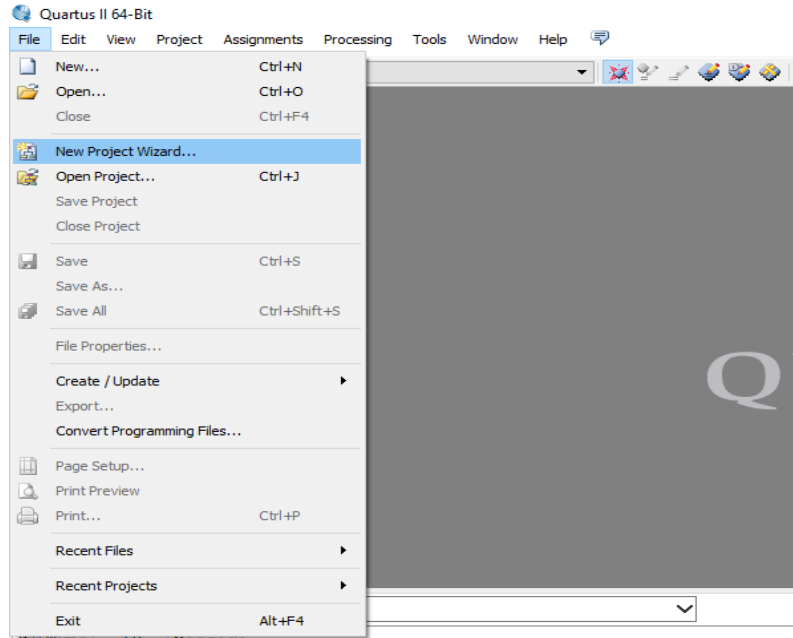 Quartus II 64-Bit
File Edit View Project Assignments Processing Tools Window Help
New... Ctrl+N
Open... Ctrl+O
Close Ctrl+F4
New Project Wizard...
Open Project... Ctrl+J
Save Project
Close Project
Save Ctrl+S
Save As...
Save All Ctrl+Shift+S
File Properties...
Create / Update
Export...
Convert Programming Files...
Page Setup...
Print Preview
Print... Ctrl+P
Recent Files
Recent Projects
Exit Alt+F4
Q